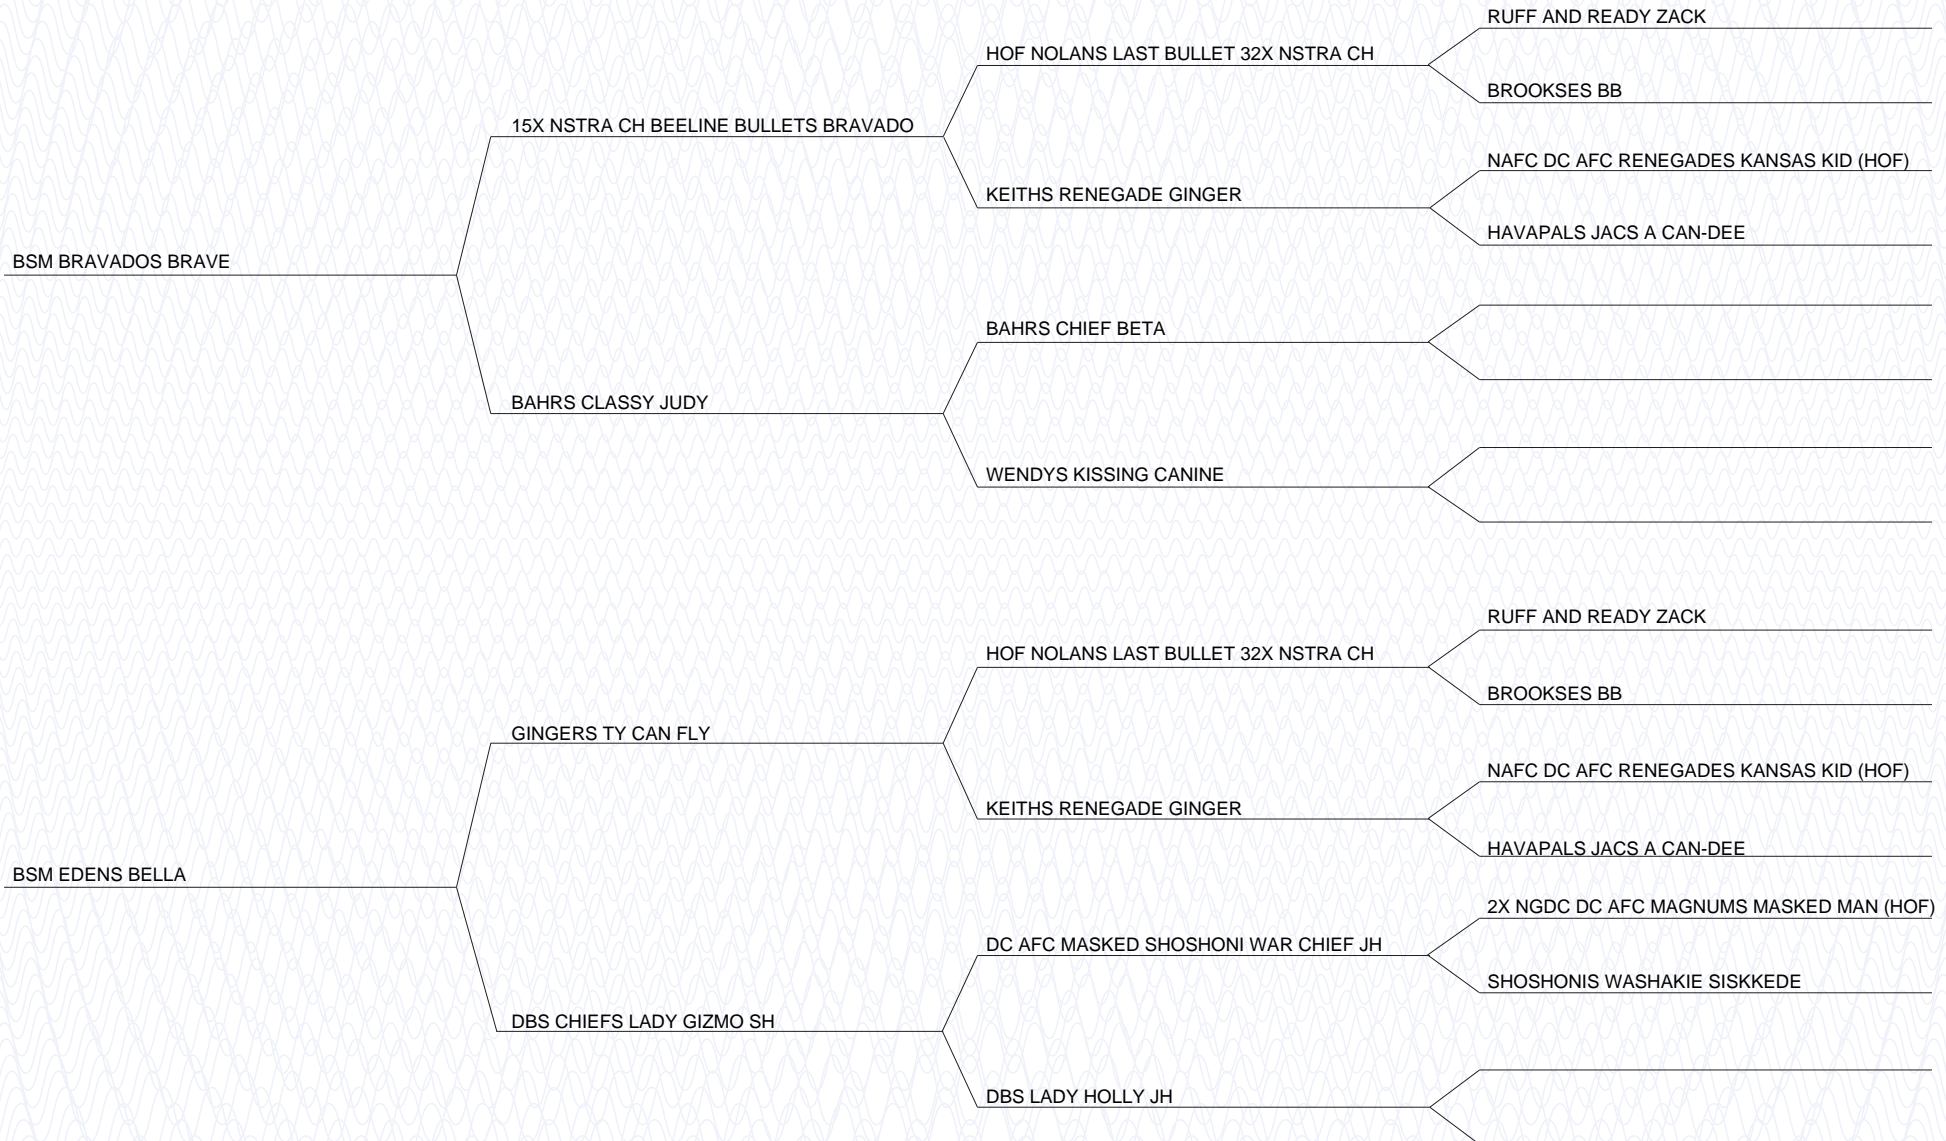 RUFF AND READY ZACK
HOF NOLANS LAST BULLET 32X NSTRA CH
BROOKSES BB
15X NSTRA CH BEELINE BULLETS BRAVADO
NAFC DC AFC RENEGADES KANSAS KID (HOF)
KEITHS RENEGADE GINGER
HAVAPALS JACS A CAN-DEE
BSM BRAVADOS BRAVE
BAHRS CHIEF BETA
BAHRS CLASSY JUDY
WENDYS KISSING CANINE
RUFF AND READY ZACK
HOF NOLANS LAST BULLET 32X NSTRA CH
BROOKSES BB
GINGERS TY CAN FLY
NAFC DC AFC RENEGADES KANSAS KID (HOF)
KEITHS RENEGADE GINGER
HAVAPALS JACS A CAN-DEE
BSM EDENS BELLA
2X NGDC DC AFC MAGNUMS MASKED MAN (HOF)
DC AFC MASKED SHOSHONI WAR CHIEF JH
SHOSHONIS WASHAKIE SISKKEDE
DBS CHIEFS LADY GIZMO SH
DBS LADY HOLLY JH